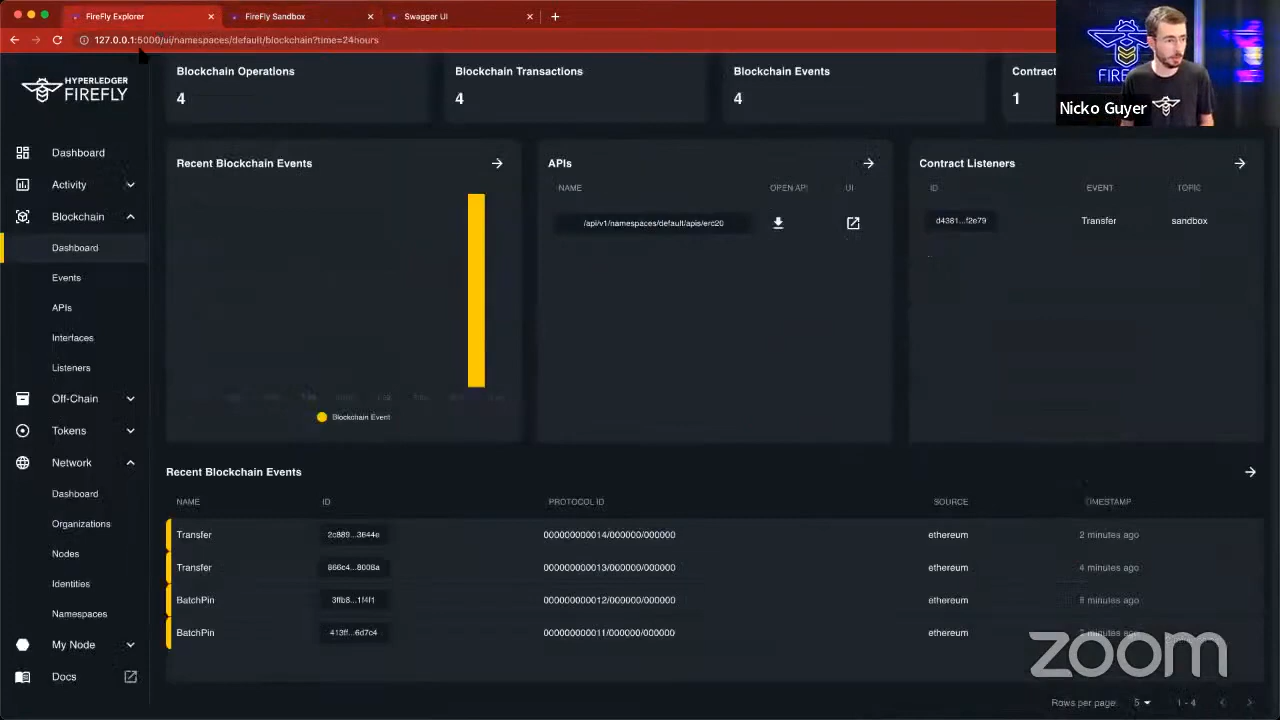 FireFly Explorer
FireFly Sandbox
Swagger UI
127.0.0.1:5000/ui/namespaces/default/blockchain?time=24hours
HYPERLEDGER
FIREFLY
Dashboard
Activity
Blockchain
Dashboard
Events
APIs
Interfaces
Listeners
Off-Chain
Tokens
Network
Dashboard
Organizations
Nodes
Identities
Namespaces
My Node
Docs
Blockchain Operations
4
Blockchain Transactions
4
Blockchain Events
4
Contract
1
FIRE
Nicko Guyer
Recent Blockchain Events
Blockchain Event
APIs
NAME OPEN API UI
/api/v1/namespaces/default/apis/erc20
Contract Listeners
ID EVENT TOPIC
d4381...f2e79 Transfer sandbox
Recent Blockchain Events
NAME ID PROTOCOL ID SOURCE TIMESTAMP
Transfer 2c889...3644e 000000000014/000000/000000 ethereum 2 minutes ago
Transfer 866c4...8008a 000000000013/000000/000000 ethereum 4 minutes ago
BatchPin 3ffb8...1f4f1 000000000012/000000/000000 ethereum minutes ago
BatchPin 413ff...6d7c4 000000000011/000000/000000 ethereum minutes ago
zoom
Rows per page: 5 1 - 4